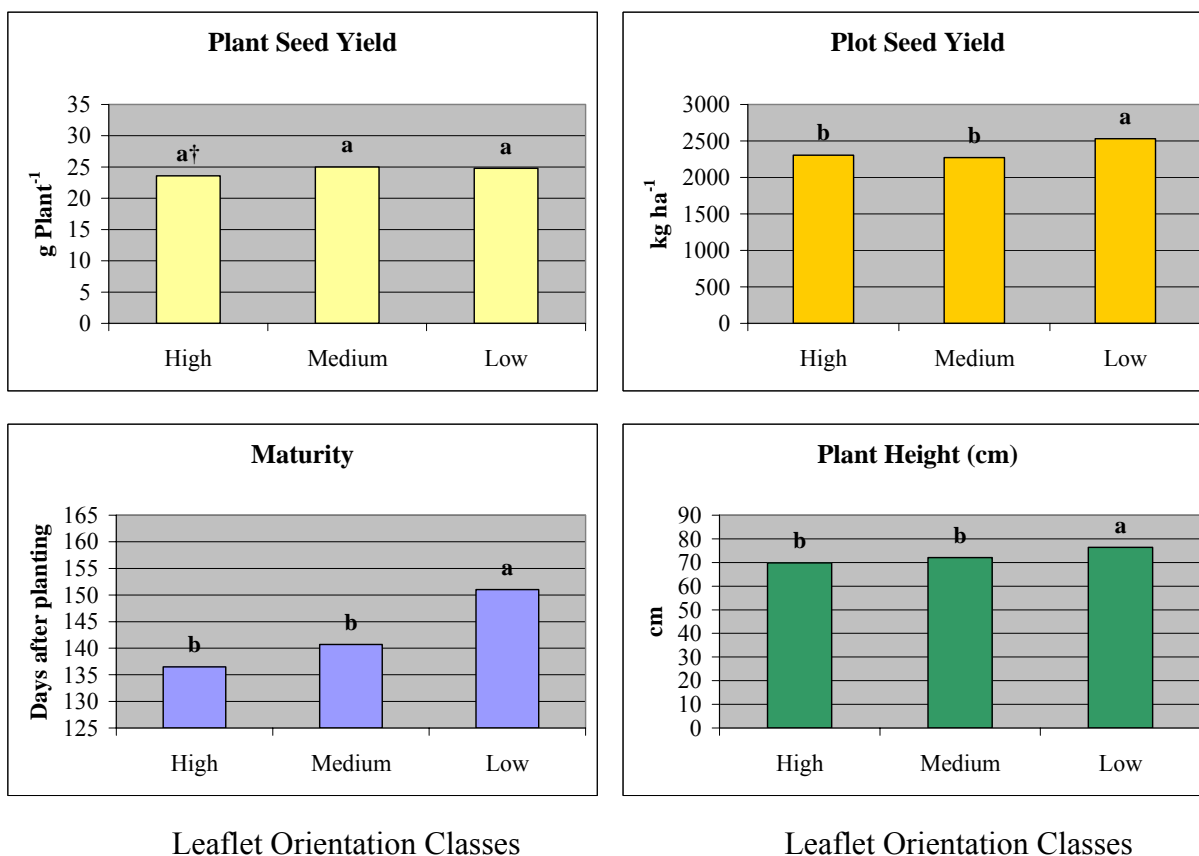 Plant Seed Yield
35
30
25
20
15
10
5
0
g Plant⁻¹
a†
a
a
High Medium Low
Plot Seed Yield
3000
2500
2000
1500
1000
500
0
kg ha⁻¹
b
b
a
High Medium Low
Maturity
165
160
155
150
145
140
135
130
125
Days after planting
b
b
a
High Medium Low
Plant Height (cm)
90
80
70
60
50
40
30
20
10
0
cm
b
b
a
High Medium Low
Leaflet Orientation Classes
Leaflet Orientation Classes